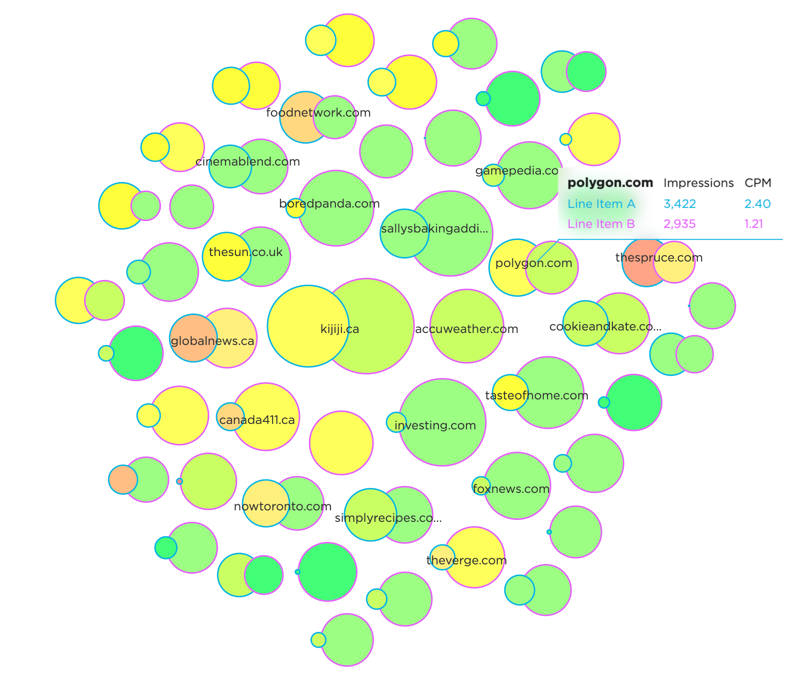 foodnetwork.com
cinemablend.com
gamepedia.co
polygon.com Impressions CPM
Line Item A 3,422 2.40
Line Item B 2,935 1.21
boredpanda.com
sallysbakingaddi...
thesun.co.uk
polygon.com
thespruce.com
globalnews.ca
kijiji.ca
accuweather.com
cookieandkate.co...
tasteofhome.com
canada411.ca
investing.com
foxnews.com
nowtoronto.com
simplyrecipes.co...
theverge.com